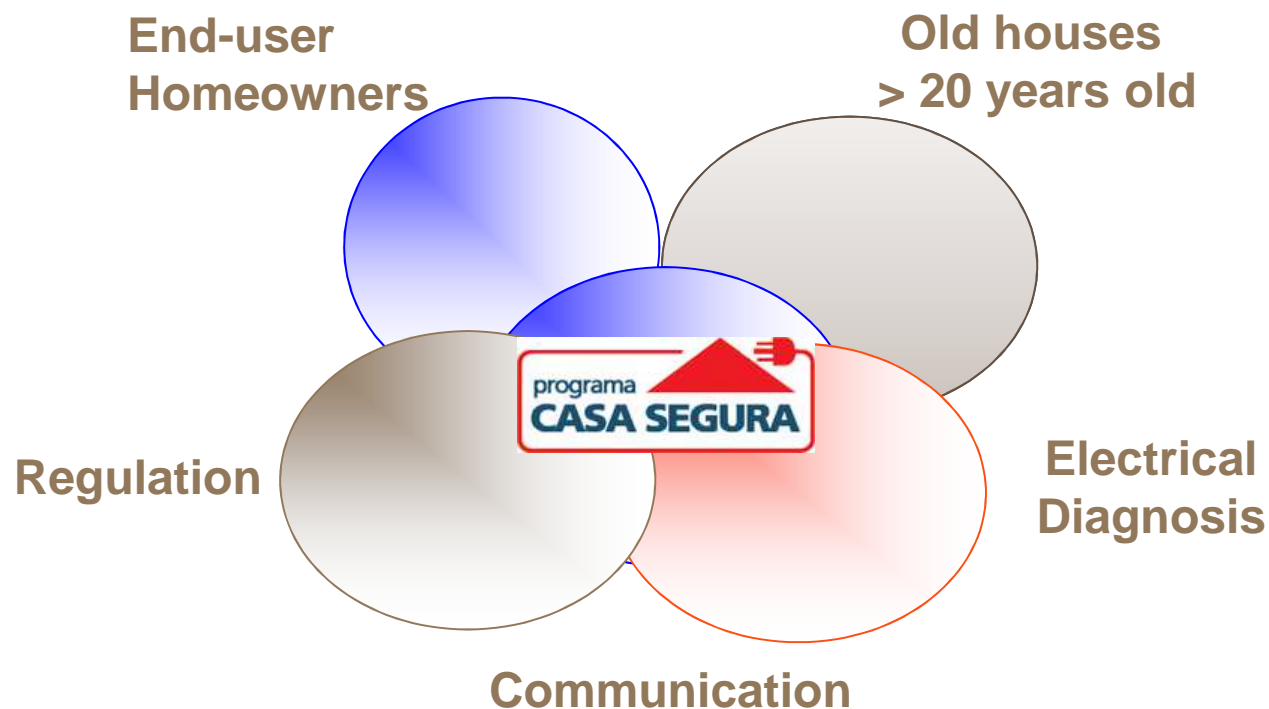 End-user
Homeowners
Old houses
> 20 years old
programa
CASA SEGURA
Regulation
Electrical
Diagnosis
Communication